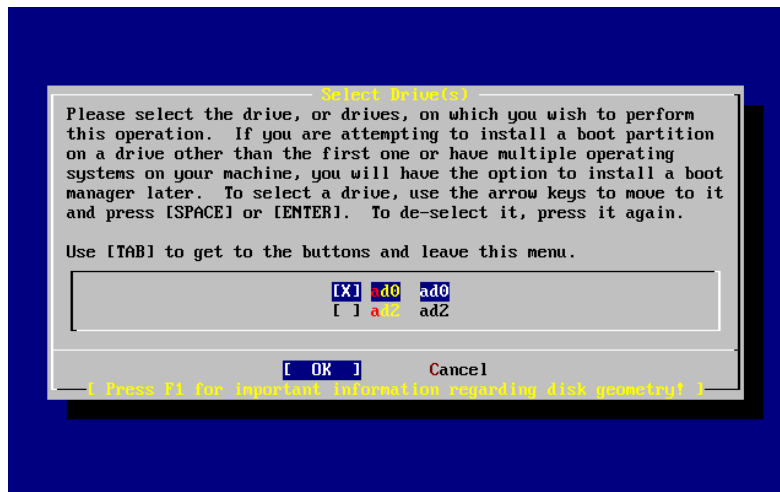 Select Drive(s)
Please select the drive, or drives, on which you wish to perform
this operation.  If you are attempting to install a boot partition
on a drive other than the first one or have multiple operating
systems on your machine, you will have the option to install a boot
manager later.  To select a drive, use the arrow keys to move to it
and press [SPACE] or [ENTER].  To de-select it, press it again.
Use [TAB] to get to the buttons and leave this menu.
[X] ad0 ad0
[ ] ad2 ad2
[ OK ] Cancel
[ Press F1 for important information regarding disk geometry! ]